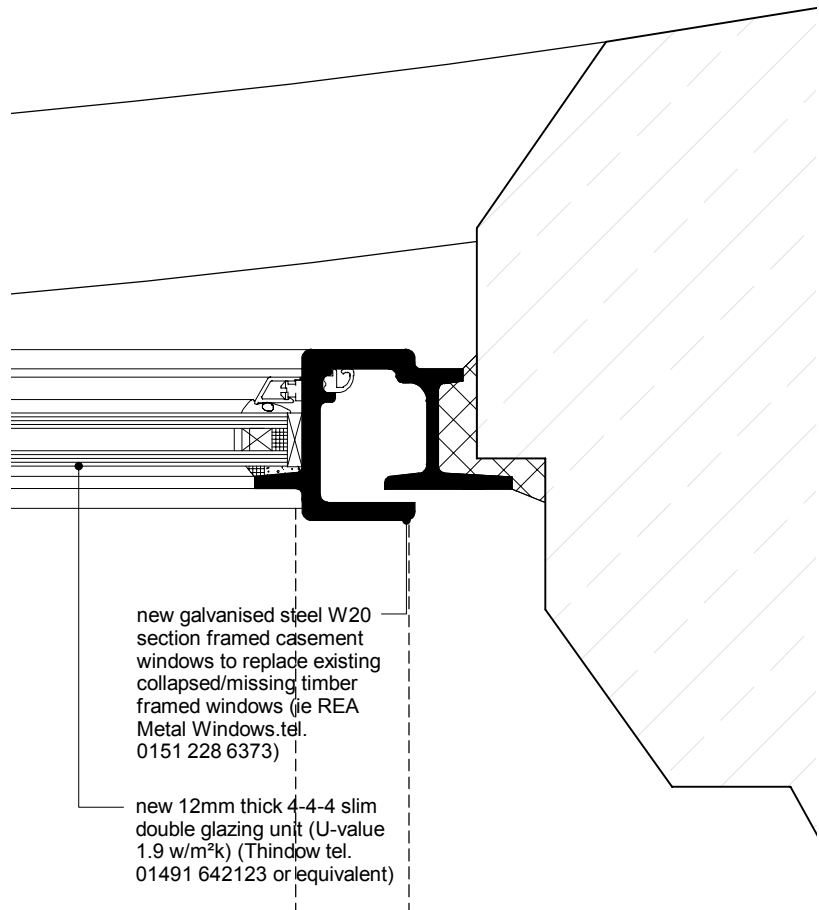 new galvanised steel W20
section framed casement
windows to replace existing
collapsed/missing timber
framed windows (ie REA
Metal Windows.tel.
0151 228 6373)
new 12mm thick 4-4-4 slim
double glazing unit (U-value
1.9 w/m²k) (Thindow tel.
01491 642123 or equivalent)